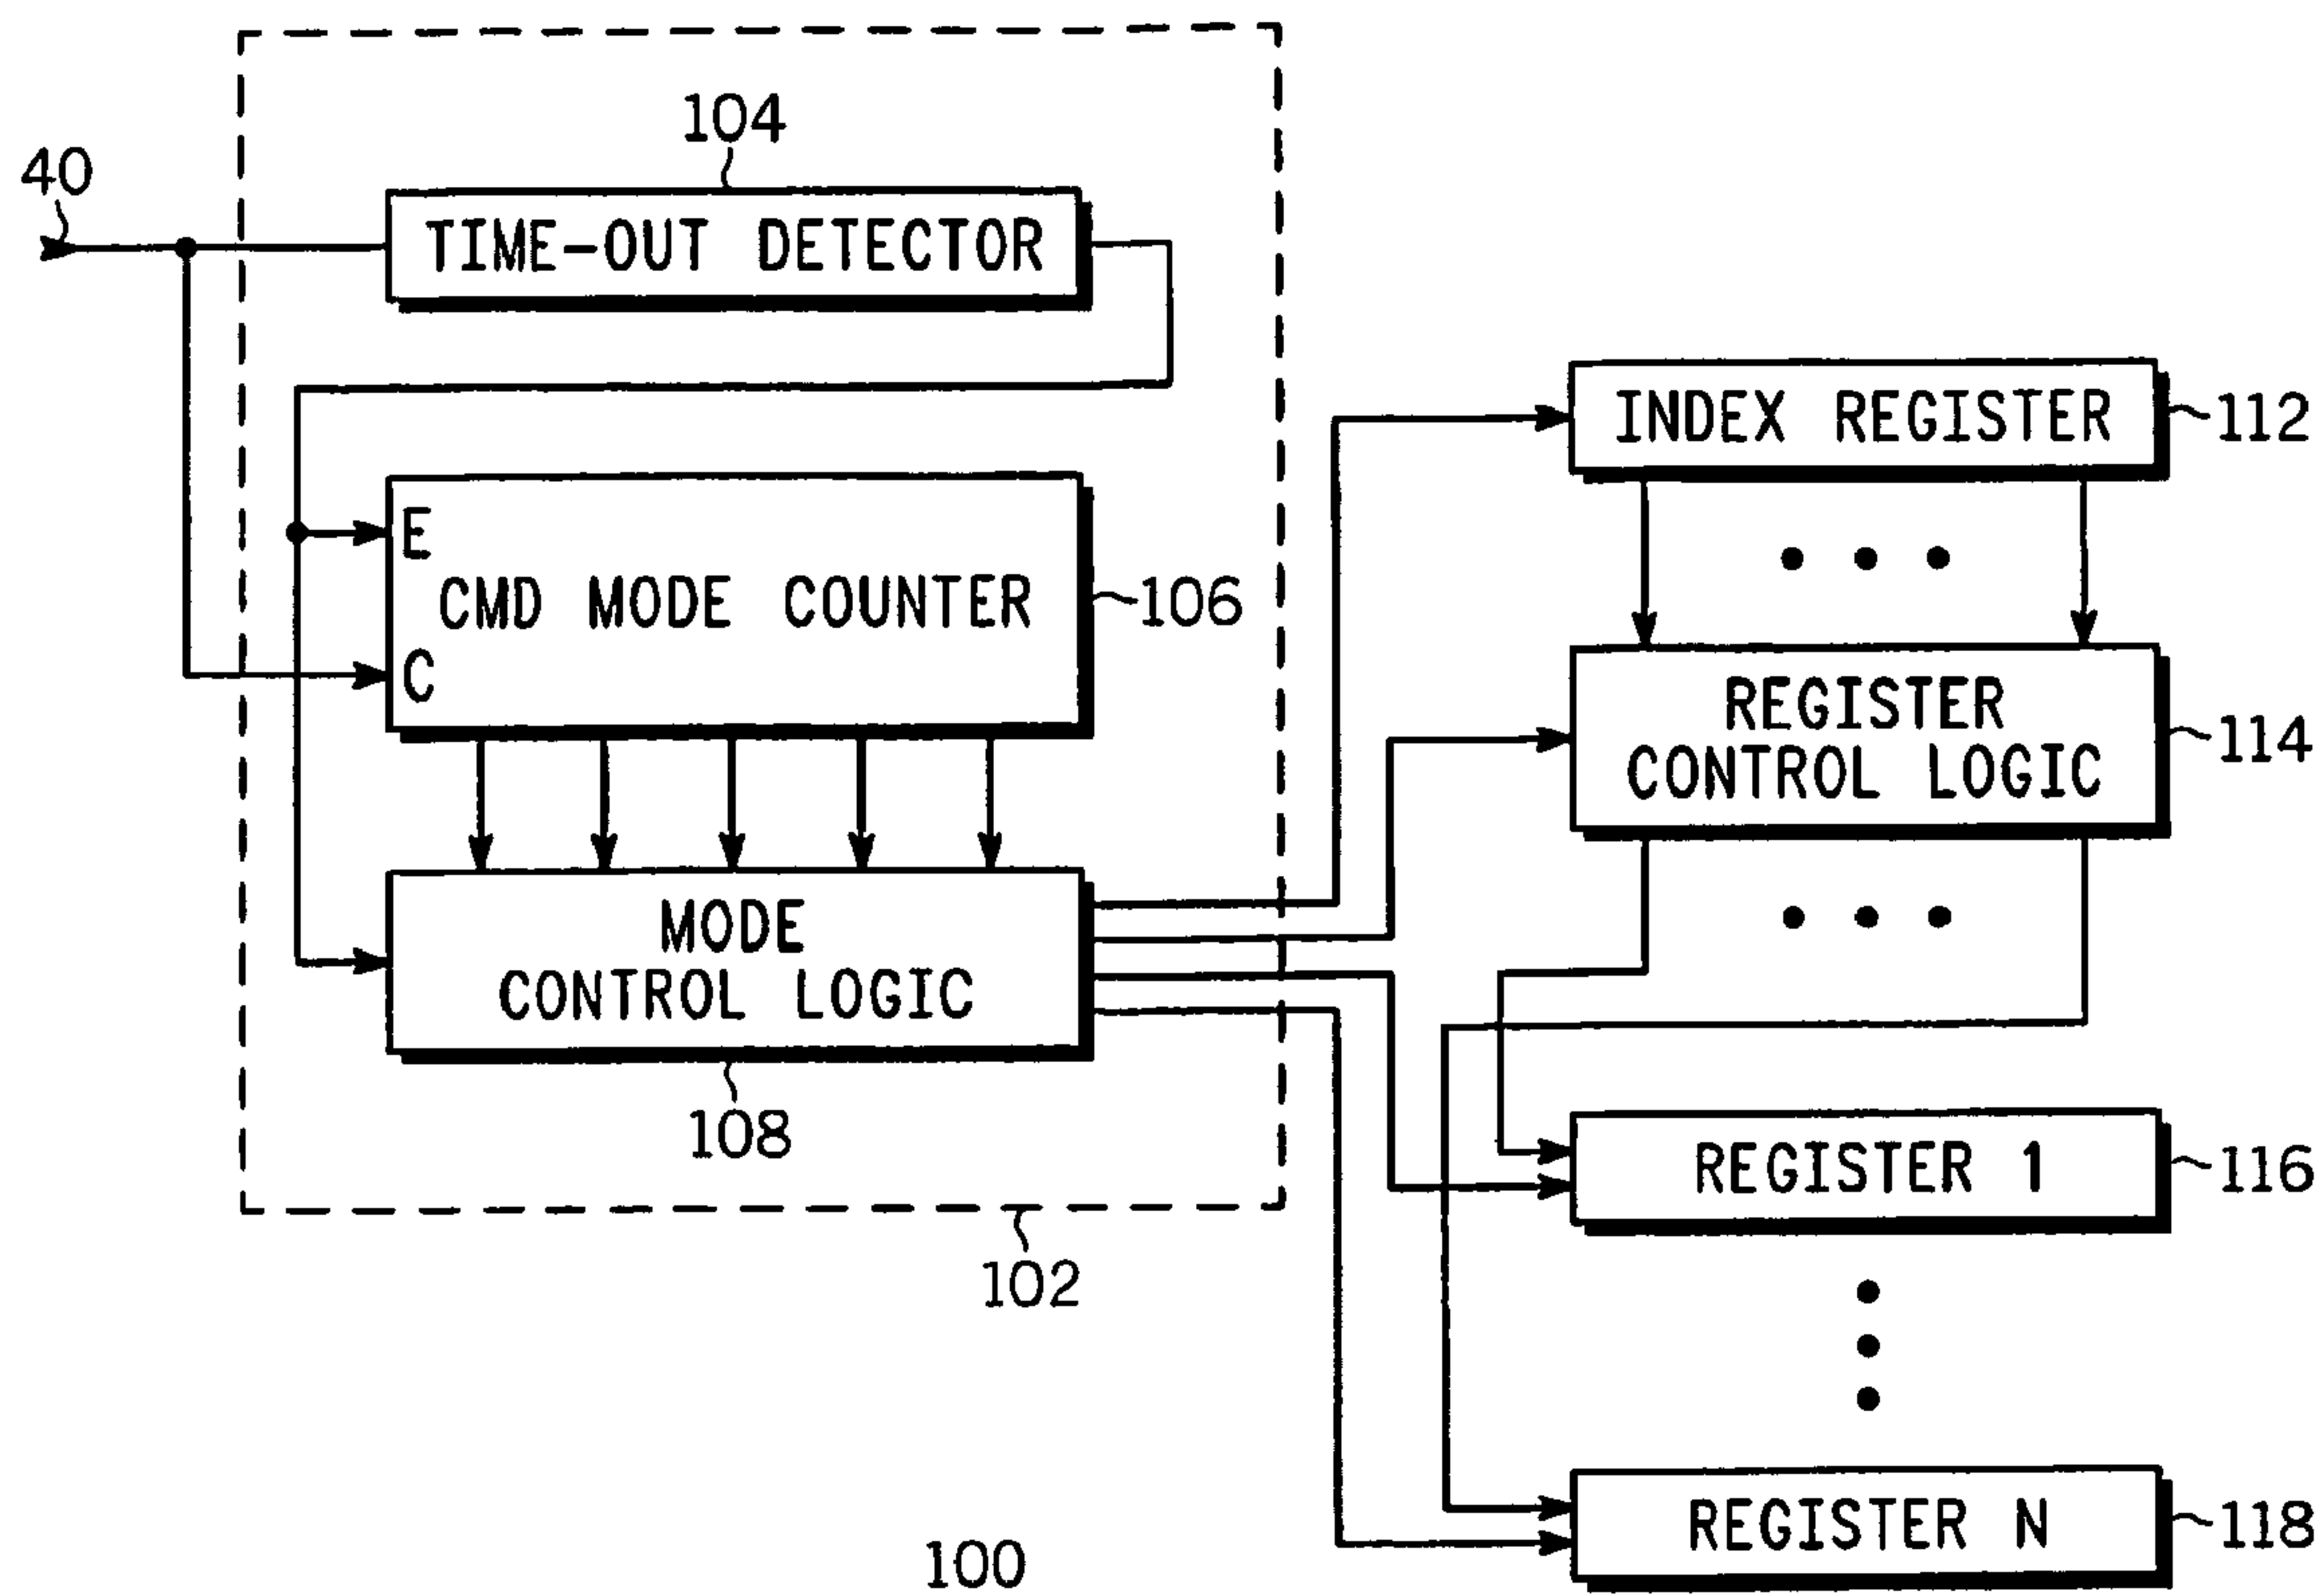 104
40
TIME-OUT DETECTOR
INDEX REGISTER
112
E
CMD MODE COUNTER
106
C
REGISTER
CONTROL LOGIC
114
MODE
CONTROL LOGIC
108
REGISTER 1
116
102
REGISTER N
118
100